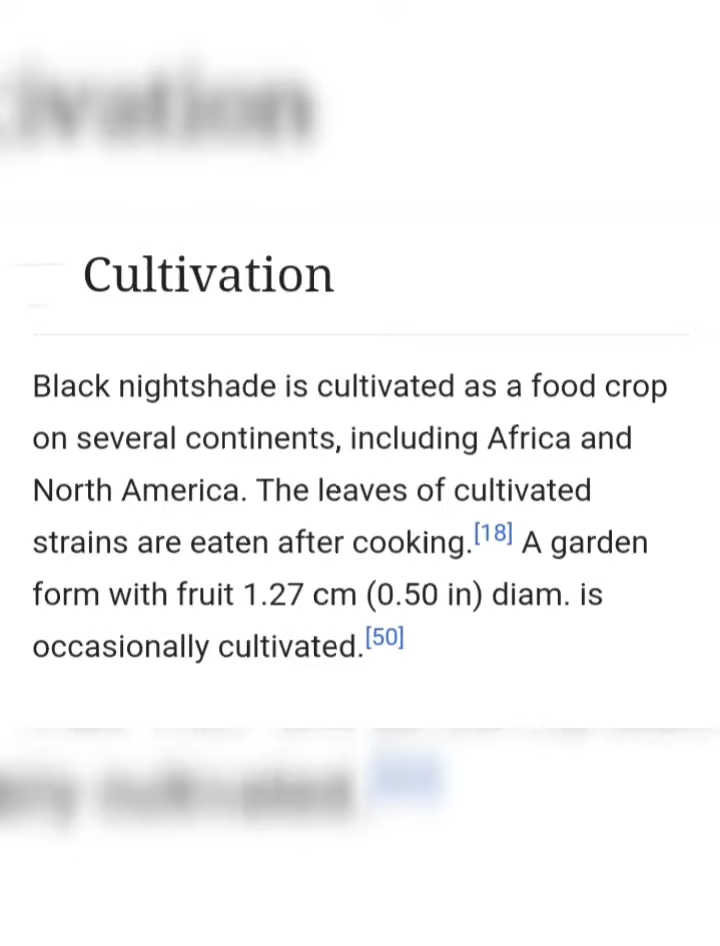 ivation
Cultivation
Black nightshade is cultivated as a food crop
on several continents, including Africa and
North America. The leaves of cultivated
strains are eaten after cooking.[18] A garden
form with fruit 1.27 cm (0.50 in) diam. is
occasionally cultivated.[50]
cultivated